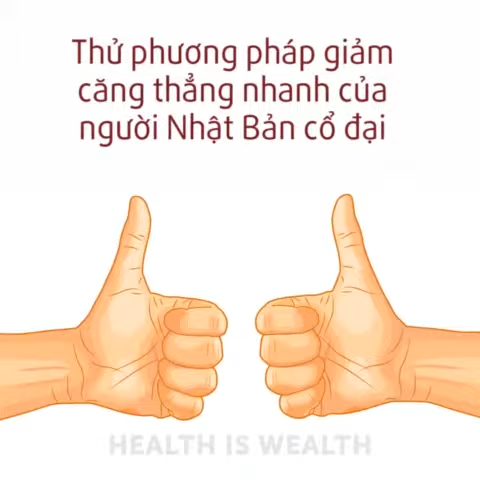 Thử phương pháp giảm
căng thẳng nhanh của
người Nhật Bản cổ đại
HEALTH IS WEALTH